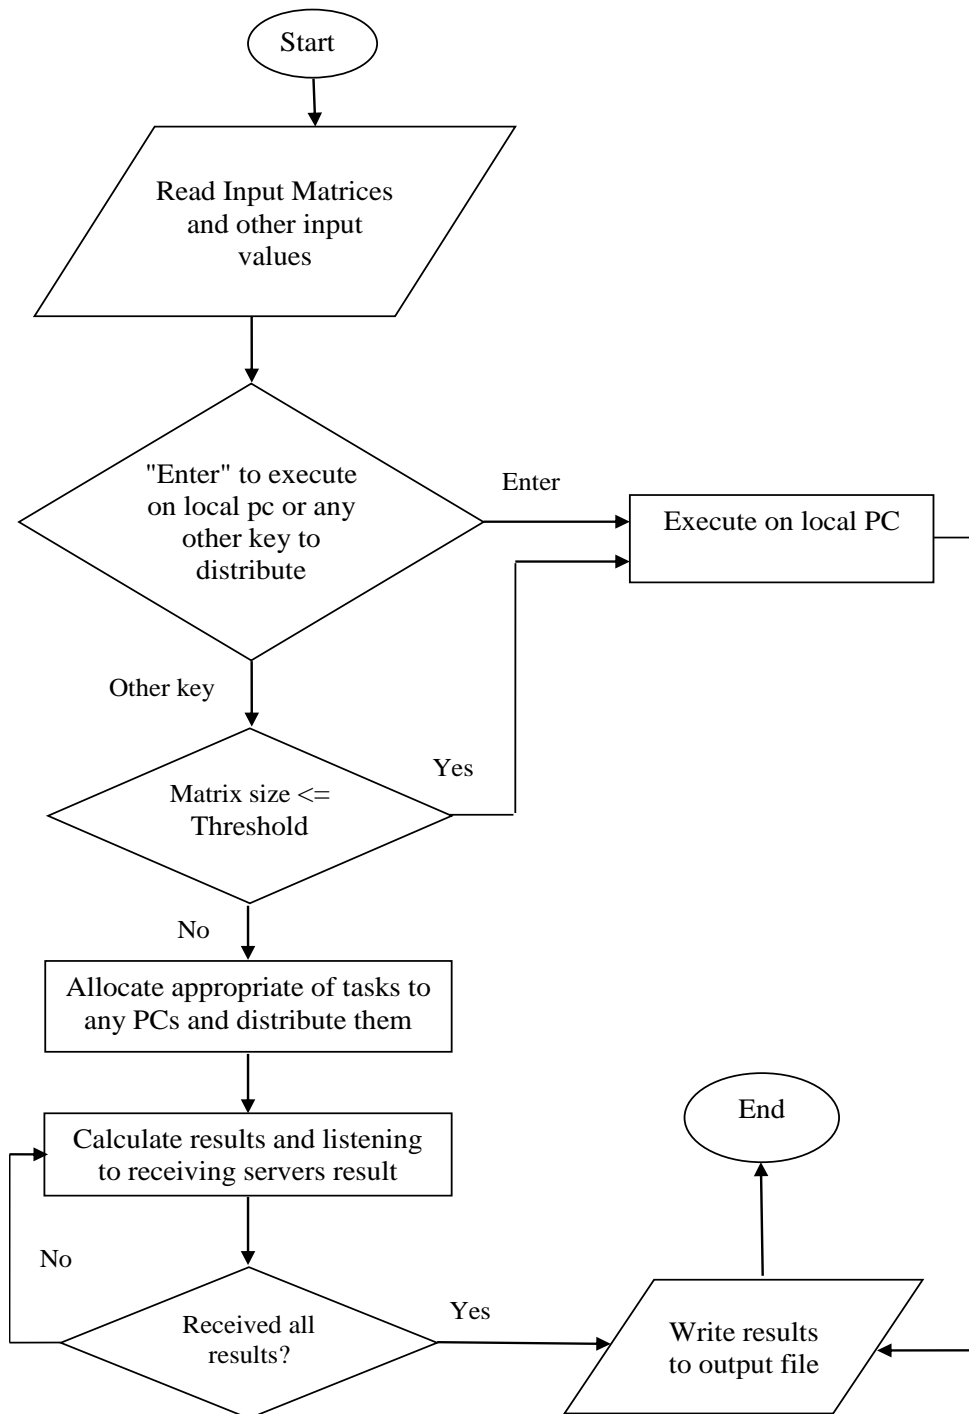 Start
Read Input Matrices
and other input
values
"Enter" to execute
on local pc or any
other key to
distribute
Enter
Execute on local PC
Other key
Matrix size <=
Threshold
Yes
No
Allocate appropriate of tasks to
any PCs and distribute them
Calculate results and listening
to receiving servers result
No
Received all
results?
Yes
Write results
to output file
End